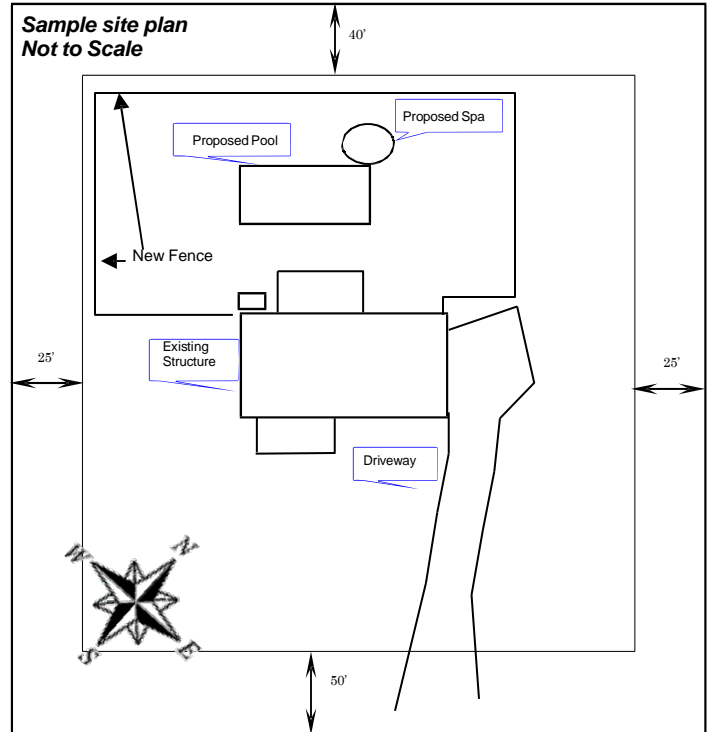 Sample site plan
Not to Scale
40'
Proposed Spa
Proposed Pool
New Fence
Existing
Structure
25'
25'
Driveway
W
N
S
E
50'